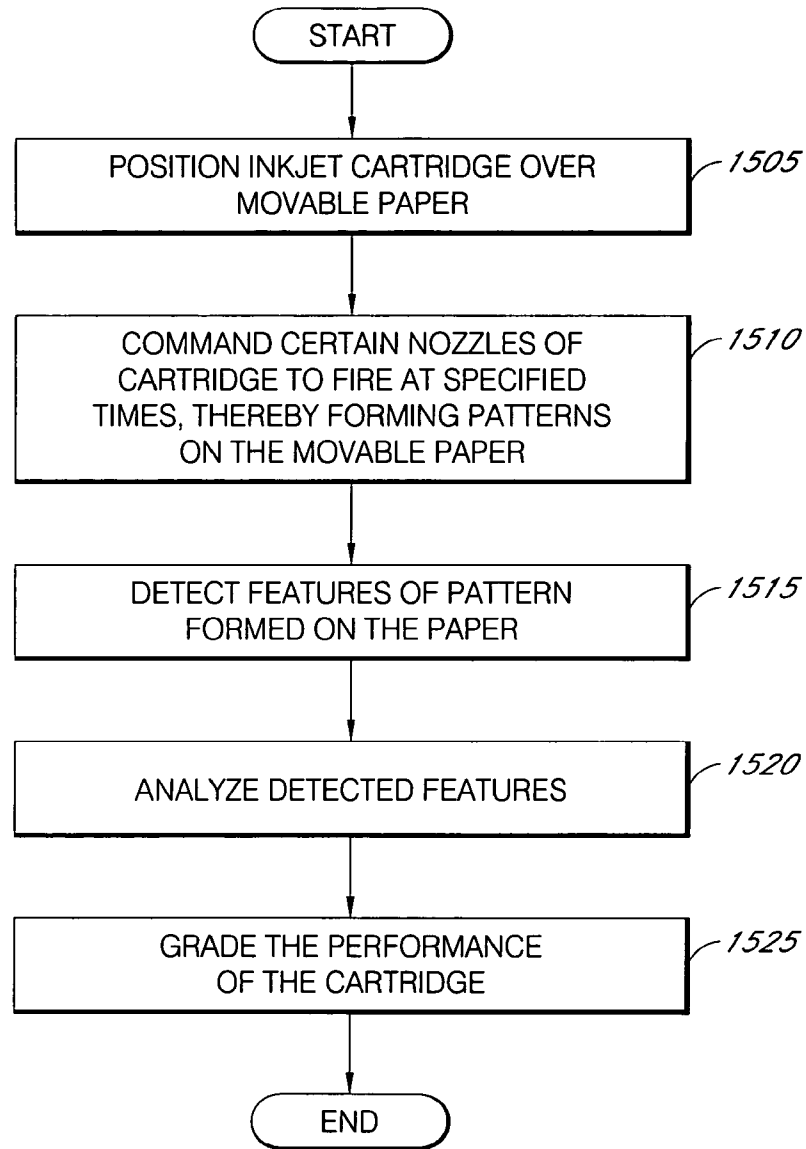 START
POSITION INKJET CARTRIDGE OVER
MOVABLE PAPER
1505
COMMAND CERTAIN NOZZLES OF
CARTRIDGE TO FIRE AT SPECIFIED
TIMES, THEREBY FORMING PATTERNS
ON THE MOVABLE PAPER
1510
DETECT FEATURES OF PATTERN
FORMED ON THE PAPER
1515
ANALYZE DETECTED FEATURES
1520
GRADE THE PERFORMANCE
OF THE CARTRIDGE
1525
END